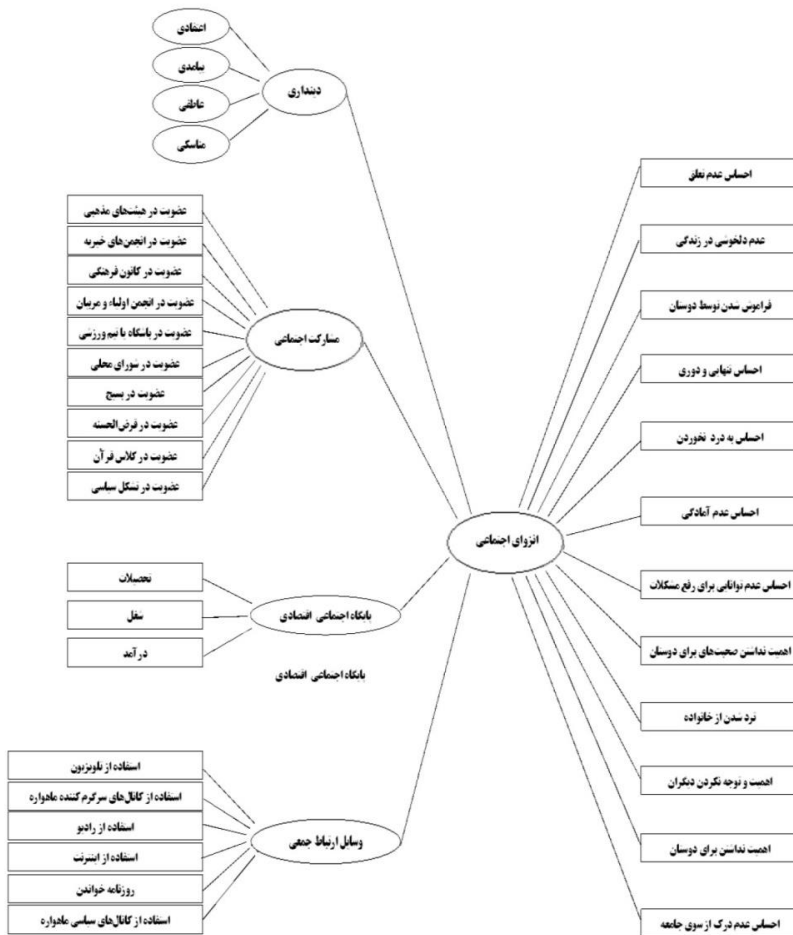 اعتقادی
پیامدی
عاطفی
مناسکی
دینداری
عضویت در هیئت‌های مذهبی
عضویت در انجمن‌های خیریه
عضویت در کانون فرهنگی
عضویت در انجمن اولیاء و مربیان
عضویت در باشگاه یا تیم ورزشی
عضویت در شورای محلی
عضویت در بسیج
عضویت در قرض‌الحسنه
عضویت در کلاس قرآن
عضویت در تشکل سیاسی
مشارکت اجتماعی
تحصیلات
شغل
درآمد
پایگاه اجتماعی اقتصادی
پایگاه اجتماعی اقتصادی
استفاده از تلویزیون
استفاده از کانال‌های سرگرم کننده ماهواره
استفاده از رادیو
استفاده از اینترنت
روزنامه خواندن
استفاده از کانال‌های سیاسی ماهواره
وسایل ارتباط جمعی
انزوای اجتماعی
احساس عدم تعلق
عدم دلخوشی در زندگی
فراموش شدن توسط دوستان
احساس تنهایی و دوری
احساس به درد نخوردن
احساس عدم آمادگی
احساس عدم توانایی برای رفع مشکلات
اهمیت نداشتن صحبت‌های برای دوستان
ترد شدن از خانواده
اهمیت و توجه نکردن دیگران
اهمیت نداشتن برای دوستان
احساس عدم درک از سوی جامعه